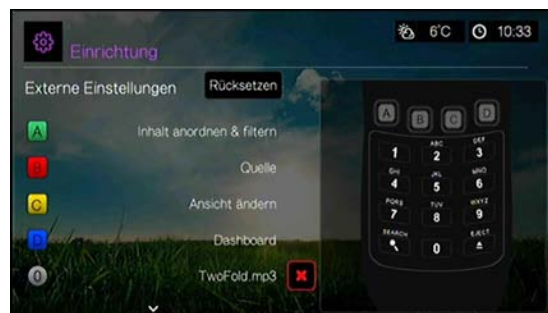 6°C 10:33
Einrichtung
Externe Einstellungen Rücksetzen
A Inhalt anordnen & filtern
B Quelle
C Ansicht ändern
D Dashboard
0 TwoFold.mp3
A B C D
ABC DEF
1 2 3
GHI JKL MNO
4 5 6
PQRS TUV WXYZ
7 8 9
SEARCH EJECT
0